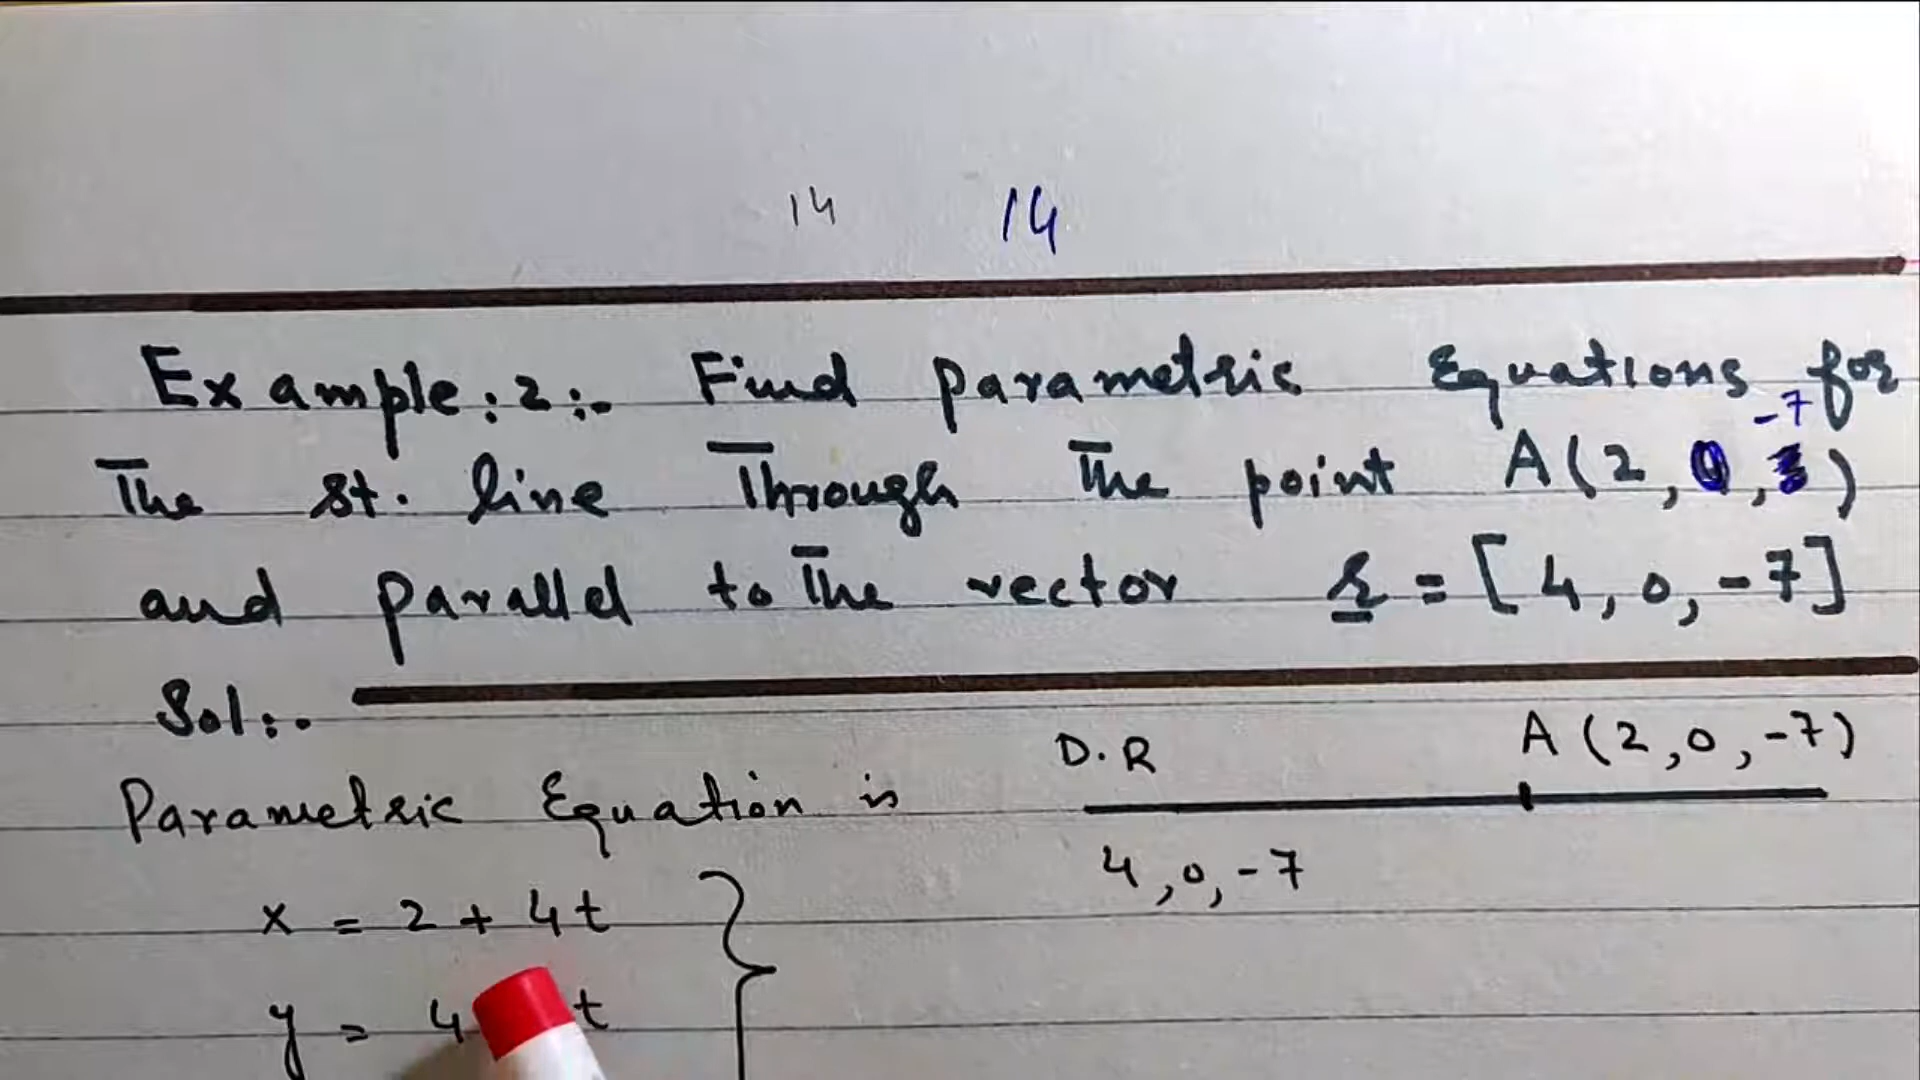 14 14
Example:2:- Find parametric Equations for
-7
The st. line Through The point A(2, 0, )
and parallel to The vector r = [4, 0, -7]
Sol:-
D.R A (2,0,-7)
Parametric Equation is
4,0,-7
x = 2 + 4t
y = 4 t